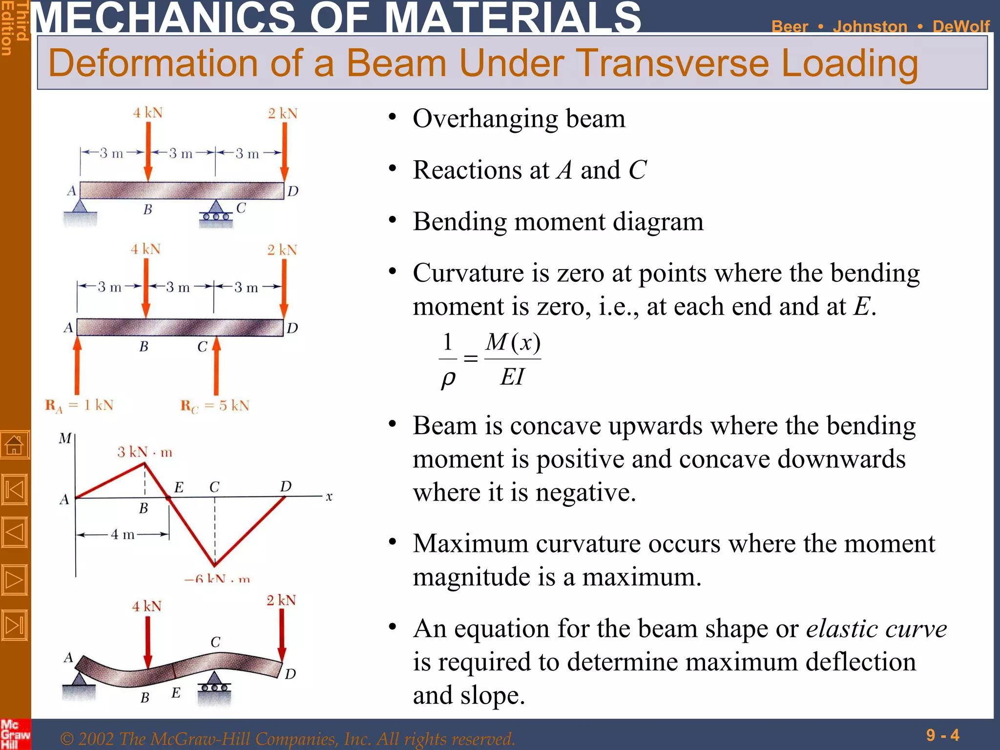 Third
Edition
MECHANICS OF MATERIALS
Beer • Johnston • DeWolf
Deformation of a Beam Under Transverse Loading
4 kN 2 kN
3 m 3 m 3 m
A D
B C
4 kN 2 kN
3 m 3 m 3 m
A D
B C
R_A = 1 kN R_C = 5 kN
M
3 kN · m
E C D
A x
B
4 m
−6 kN · m
4 kN 2 kN
C
A
D
B E
• Overhanging beam
• Reactions at A and C
• Bending moment diagram
• Curvature is zero at points where the bending
moment is zero, i.e., at each end and at E.
1/ρ = M(x)/EI
• Beam is concave upwards where the bending
moment is positive and concave downwards
where it is negative.
• Maximum curvature occurs where the moment
magnitude is a maximum.
• An equation for the beam shape or elastic curve
is required to determine maximum deflection
and slope.
Mc
Graw
Hill
© 2002 The McGraw-Hill Companies, Inc. All rights reserved.
9 - 4